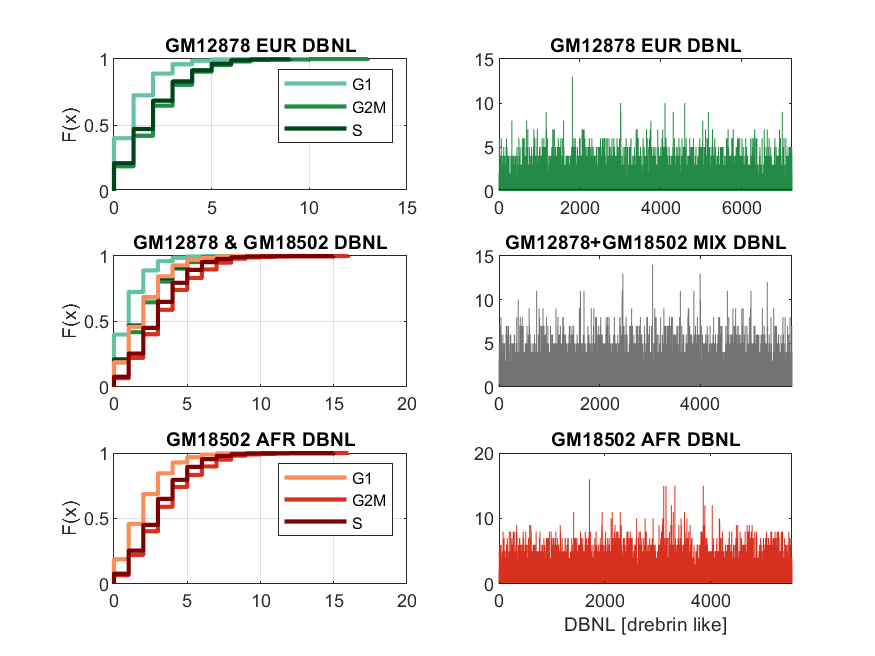 GM12878 EUR DBNL
1
0.5
0
F(x)
G1
G2M
S
0 5 10 15
GM12878 EUR DBNL
15
10
5
0
0 2000 4000 6000
GM12878 & GM18502 DBNL
1
0.5
0
F(x)
0 5 10 15 20
GM12878+GM18502 MIX DBNL
15
10
5
0
0 2000 4000
GM18502 AFR DBNL
1
0.5
0
F(x)
G1
G2M
S
0 5 10 15 20
GM18502 AFR DBNL
20
10
0
0 2000 4000
DBNL [drebrin like]